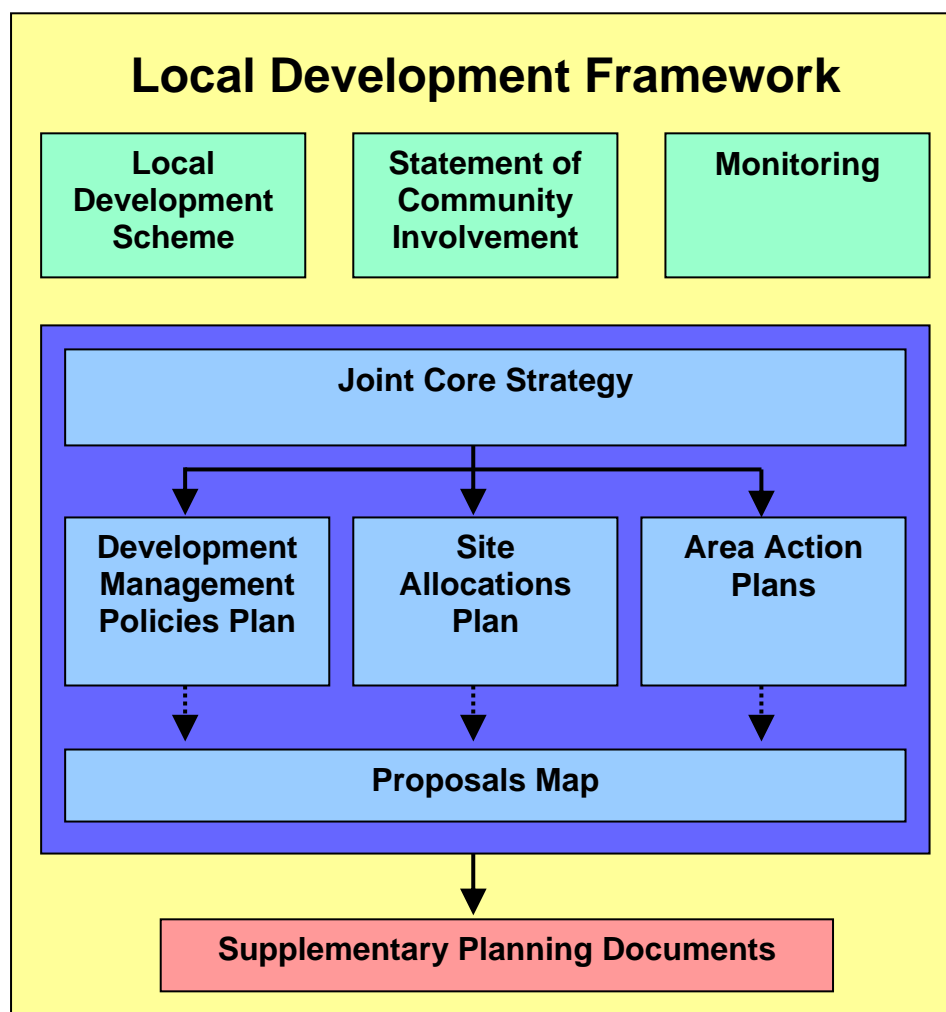 Local Development Framework
Local
Development
Scheme
Statement of
Community
Involvement
Monitoring
Joint Core Strategy
Development
Management
Policies Plan
Site
Allocations
Plan
Area Action
Plans
Proposals Map
Supplementary Planning Documents